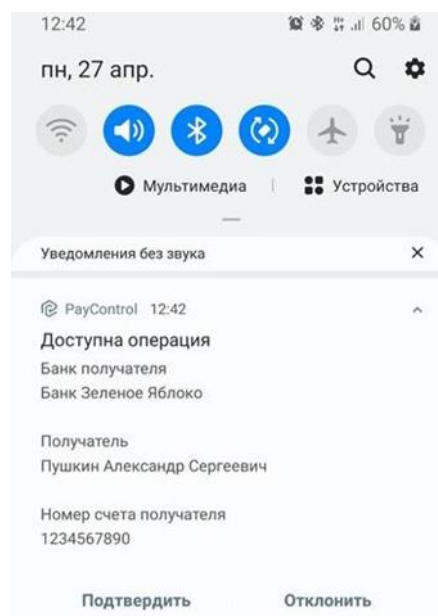 12:42
60%
пн, 27 апр.
Мультимедиа
Устройства
Уведомления без звука
PayControl 12:42
Доступна операция
Банк получателя
Банк Зеленое Яблоко
Получатель
Пушкин Александр Сергеевич
Номер счета получателя
1234567890
Подтвердить
Отклонить